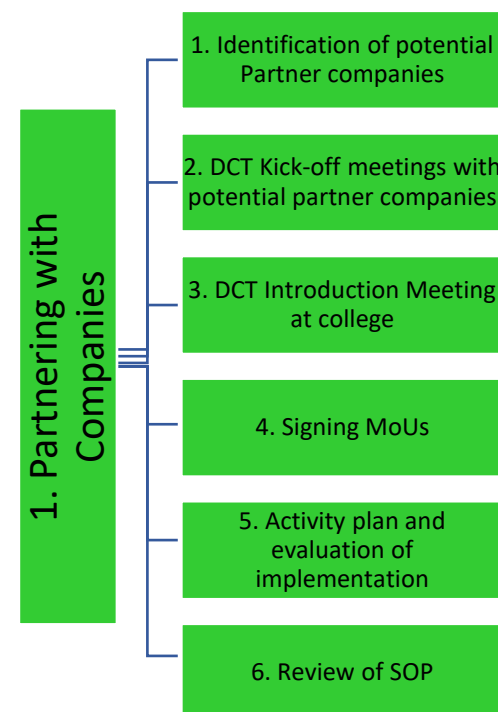 1. Partnering with
Companies
1. Identification of potential
Partner companies
2. DCT Kick-off meetings with
potential partner companies
3. DCT Introduction Meeting
at college
4. Signing MoUs
5. Activity plan and
evaluation of
implementation
6. Review of SOP